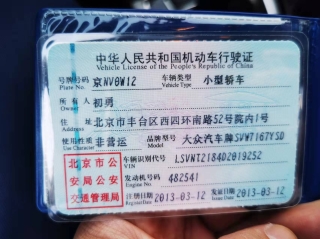 中华人民共和国机动车行驶证
Vehicle License of the People's Republic of China
号牌号码 京NV0W12 车辆类型 小型轿车
Plate No. Vehicle Type
所有人 初勇
Owner
住址 北京市丰台区西四环南路52号院内1号
Address
使用性质 非营运 品牌型号 大众汽车牌SVW7167YSD
Use Character Model
北京市公安局公安交通管理局
车辆识别代号 LSVNT2184D2019252
VIN
发动机号码 482541
Engine No.
注册日期 2013-03-12 发证日期 2013-03-12
Register Date Issue Date